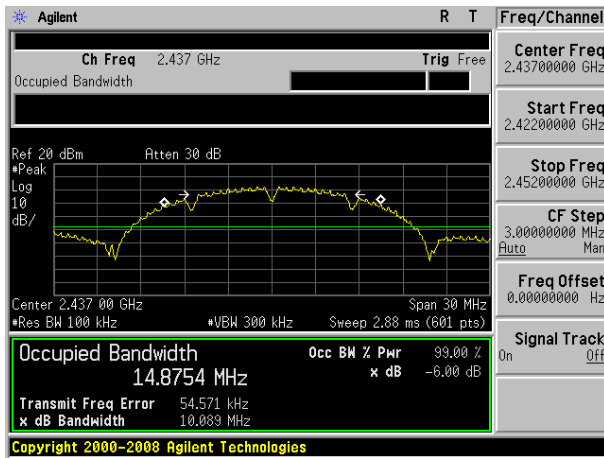 Agilent R T
Ch Freq 2.437 GHz Trig Free
Occupied Bandwidth
Ref 20 dBm Atten 30 dB
#Peak
Log
10
dB/
Center 2.437 00 GHz Span 30 MHz
#Res BW 100 kHz #VBW 300 kHz Sweep 2.88 ms (601 pts)
Occupied Bandwidth Occ BW % Pwr 99.00 %
14.8754 MHz x dB -6.00 dB
Transmit Freq Error 54.571 kHz
x dB Bandwidth 10.089 MHz
Copyright 2000-2008 Agilent Technologies
Freq/Channel
Center Freq
2.43700000 GHz
Start Freq
2.42200000 GHz
Stop Freq
2.45200000 GHz
CF Step
3.00000000 MHz
Auto Man
Freq Offset
0.00000000 Hz
Signal Track
On Off